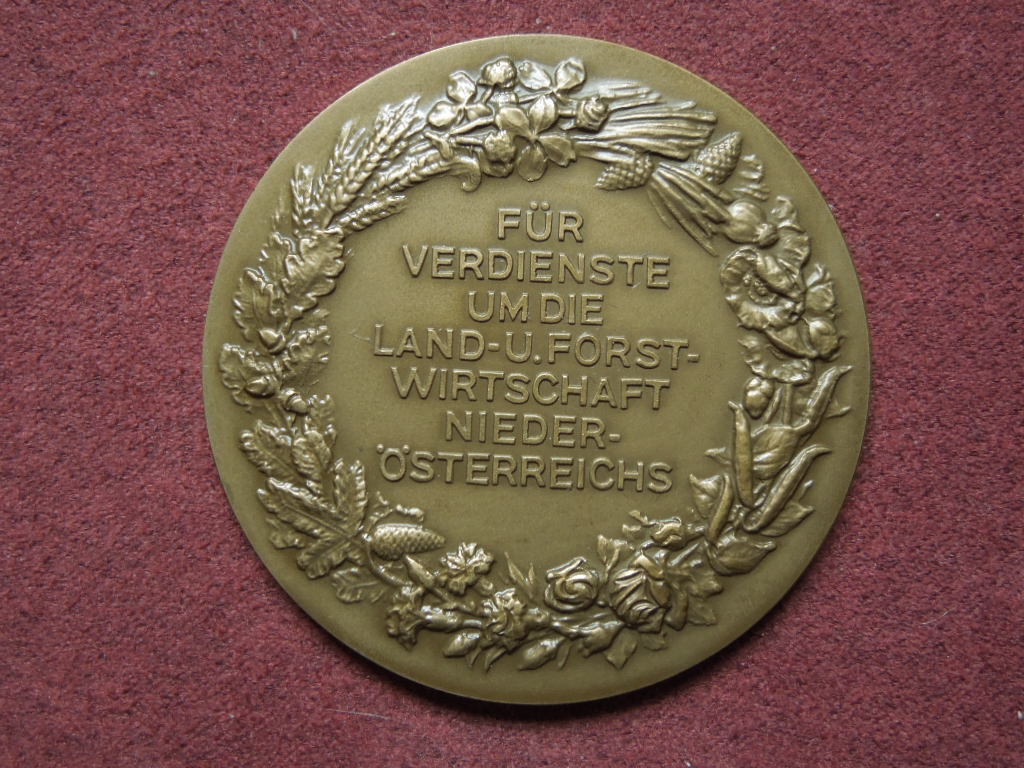 FÜR
VERDIENSTE
UM DIE
LAND-U.FORST-
WIRTSCHAFT
NIEDER-
ÖSTERREICHS